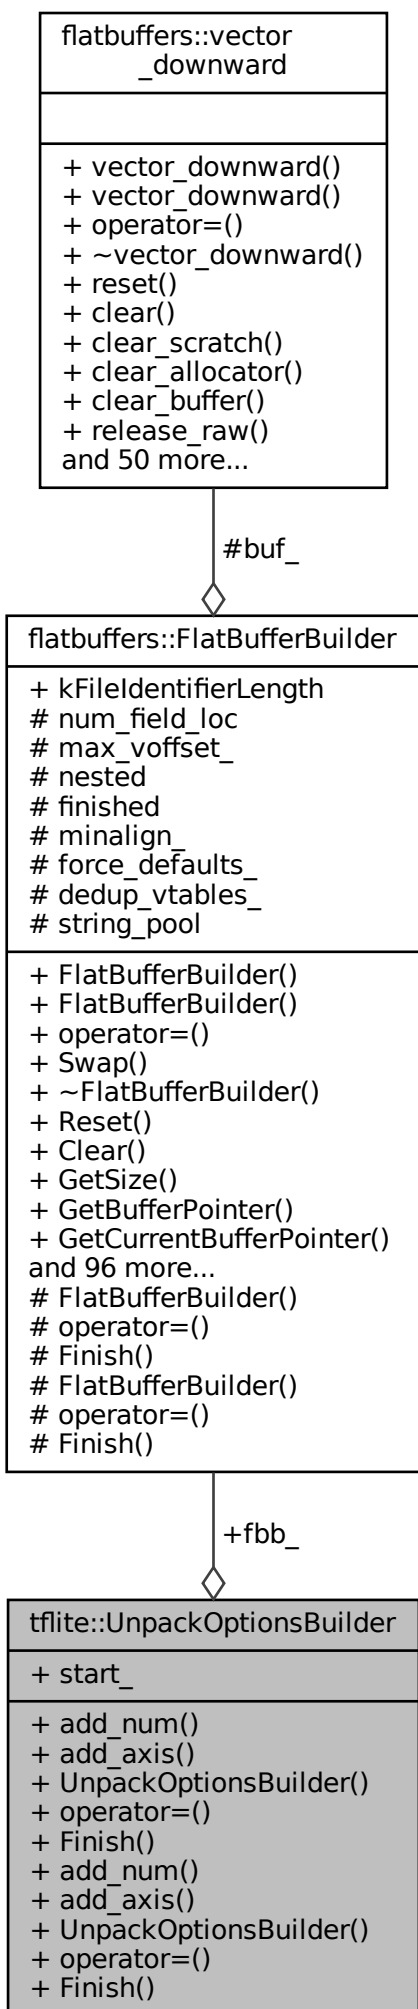 flatbuffers::vector
_downward
+ vector_downward()
+ vector_downward()
+ operator=()
+ ~vector_downward()
+ reset()
+ clear()
+ clear_scratch()
+ clear_allocator()
+ clear_buffer()
+ release_raw()
and 50 more...
#buf_
flatbuffers::FlatBufferBuilder
+ kFileIdentifierLength
# num_field_loc
# max_voffset_
# nested
# finished
# minalign_
# force_defaults_
# dedup_vtables_
# string_pool
+ FlatBufferBuilder()
+ FlatBufferBuilder()
+ operator=()
+ Swap()
+ ~FlatBufferBuilder()
+ Reset()
+ Clear()
+ GetSize()
+ GetBufferPointer()
+ GetCurrentBufferPointer()
and 96 more...
# FlatBufferBuilder()
# operator=()
# Finish()
# FlatBufferBuilder()
# operator=()
# Finish()
+fbb_
tflite::UnpackOptionsBuilder
+ start_
+ add_num()
+ add_axis()
+ UnpackOptionsBuilder()
+ operator=()
+ Finish()
+ add_num()
+ add_axis()
+ UnpackOptionsBuilder()
+ operator=()
+ Finish()